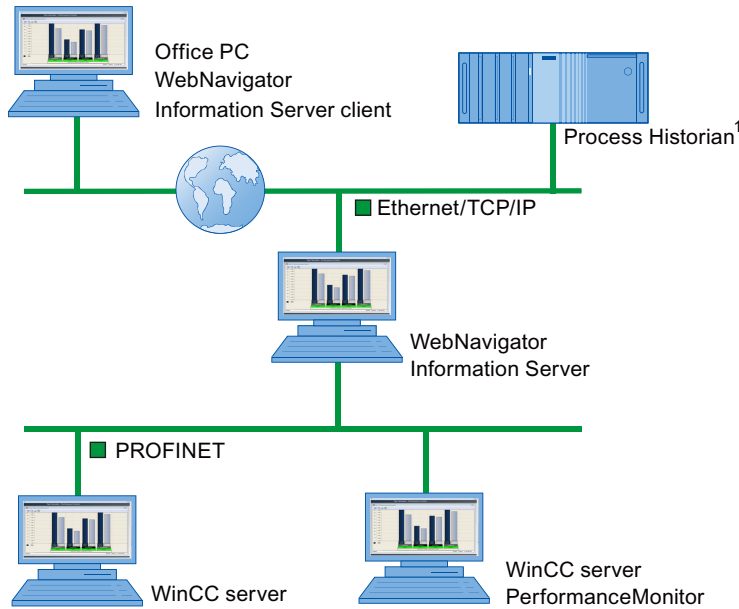 Office PC
WebNavigator
Information Server client
Process Historian¹
Ethernet/TCP/IP
WebNavigator
Information Server
PROFINET
WinCC server
WinCC server
PerformanceMonitor